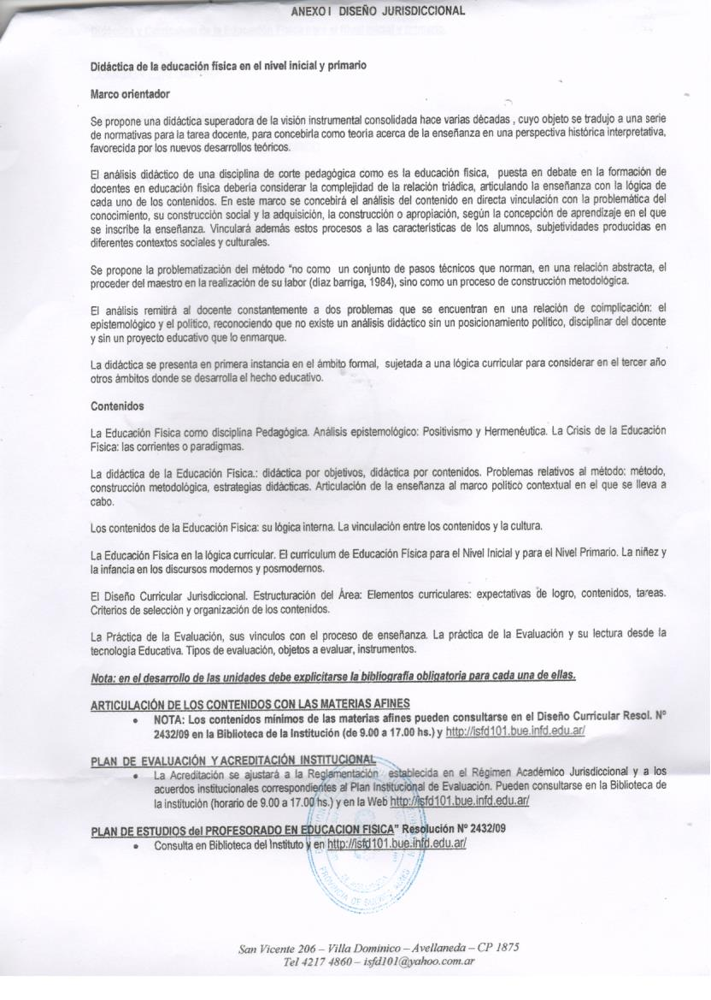 ANEXO I   DISEÑO  JURISDICCIONAL
Didáctica de la educación física en el nivel inicial y primario
Marco orientador
Se propone una didáctica superadora de la visión instrumental consolidada hace varias décadas , cuyo objeto se tradujo a una serie
de normativas para la tarea docente, para concebirla como teoría acerca de la enseñanza en una perspectiva histórica interpretativa,
favorecida por los nuevos desarrollos teóricos.
El análisis didáctico de una disciplina de corte pedagógica como es la educación física,  puesta en debate en la formación de
docentes en educación física debería considerar la complejidad de la relación triádica, articulando la enseñanza con la lógica de
cada uno de los contenidos. En este marco se concebirá el análisis del contenido en directa vinculación con la problemática del
conocimiento, su construcción social y la adquisición, la construcción o apropiación, según la concepción de aprendizaje en el que
se inscribe la enseñanza. Vinculará además estos procesos a las características de los alumnos, subjetividades producidas en
diferentes contextos sociales y culturales.
Se propone la problematización del método "no como  un conjunto de pasos técnicos que norman, en una relación abstracta, el
proceder del maestro en la realización de su labor (diaz barriga, 1984), sino como un proceso de construcción metodológica.
El análisis remitirá al docente constantemente a dos problemas que se encuentran en una relación de coimplicación: el
epistemológico y el político, reconociendo que no existe un análisis didáctico sin un posicionamiento político, disciplinar del docente
y sin un proyecto educativo que lo enmarque.
La didáctica se presenta en primera instancia en el ámbito formal,  sujetada a una lógica curricular para considerar en el tercer año
otros ámbitos donde se desarrolla el hecho educativo.
Contenidos
La Educación Física como disciplina Pedagógica. Análisis epistemológico: Positivismo y Hermenéutica. La Crisis de la Educación
Física: las corrientes o paradigmas.
La didáctica de la Educación Física.: didáctica por objetivos, didáctica por contenidos. Problemas relativos al método: método,
construcción metodológica, estrategias didácticas. Articulación de la enseñanza al marco político contextual en el que se lleva a
cabo.
Los contenidos de la Educación Física: su lógica interna. La vinculación entre los contenidos y la cultura.
La Educación Física en la lógica curricular. El currículum de Educación Física para el Nivel Inicial y para el Nivel Primario. La niñez y
la infancia en los discursos modernos y posmodernos.
El Diseño Curricular Jurisdiccional. Estructuración del Área: Elementos curriculares: expectativas de logro, contenidos, tareas.
Criterios de selección y organización de los contenidos.
La Práctica de la Evaluación, sus vínculos con el proceso de enseñanza. La práctica de la Evaluación y su lectura desde la
tecnología Educativa. Tipos de evaluación, objetos a evaluar, instrumentos.
Nota: en el desarrollo de las unidades debe explicitarse la bibliografía obligatoria para cada una de ellas.
ARTICULACIÓN DE LOS CONTENIDOS CON LAS MATERIAS AFINES
• NOTA: Los contenidos mínimos de las materias afines pueden consultarse en el Diseño Curricular Resol. Nº
2432/09 en la Biblioteca de la Institución (de 9.00 a 17.00 hs.) y http://isfd101.bue.infd.edu.ar/
PLAN  DE  EVALUACIÓN  Y ACREDITACIÓN INSTITUCIONAL
• La Acreditación se ajustará a la Reglamentación  establecida en el Régimen Académico Jurisdiccional y a los
acuerdos institucionales correspondientes al Plan Institucional de Evaluación. Pueden consultarse en la Biblioteca de
la institución (horario de 9.00 a 17.00 hs.) y en la Web http://isfd101.bue.infd.edu.ar/
PLAN DE ESTUDIOS del PROFESORADO EN EDUCACION FISICA" Resolución Nº 2432/09
• Consulta en Biblioteca del Instituto y en http://isfd101.bue.infd.edu.ar/
PROVINCIA DE BUENOS AIRES
San Vicente 206 – Villa Domínico – Avellaneda – CP 1875
Tel 4217 4860 – isfd101@yahoo.com.ar